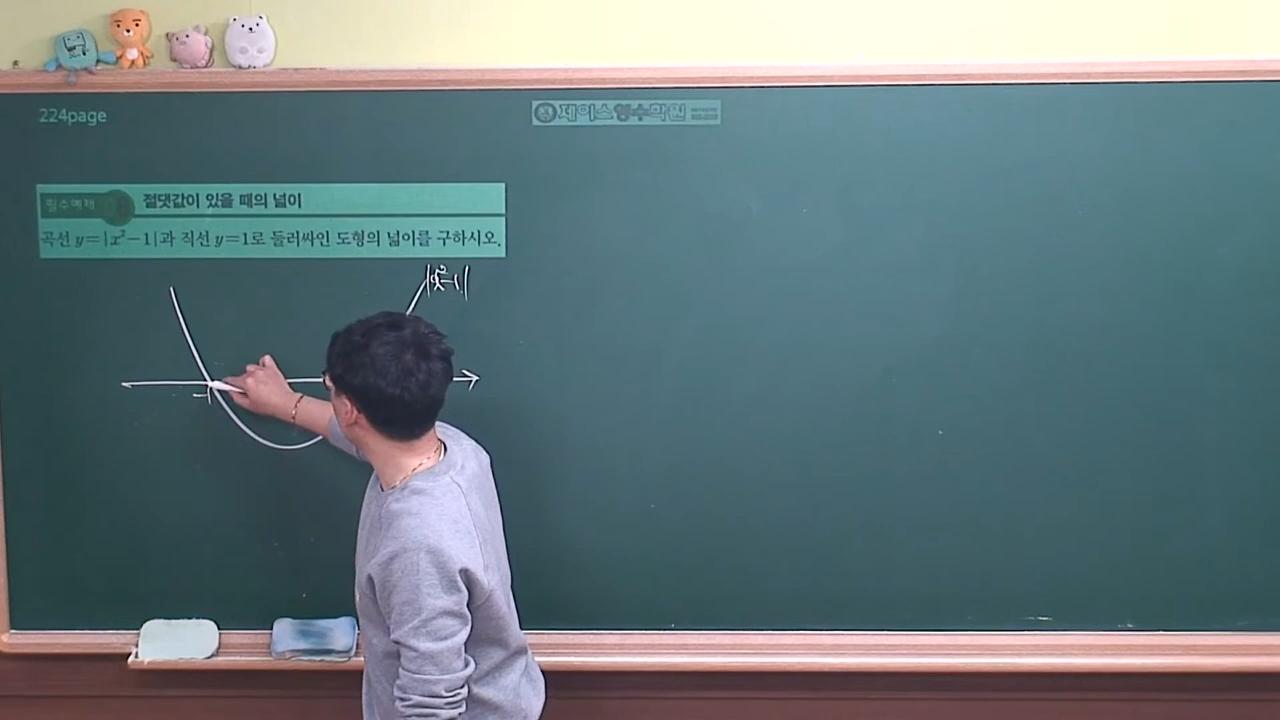 224page
제이스영수학원
필수예제
절댓값이 있을 때의 넓이
곡선 y=|x²-1|과 직선 y=1로 둘러싸인 도형의 넓이를 구하시오.
|x²-1|